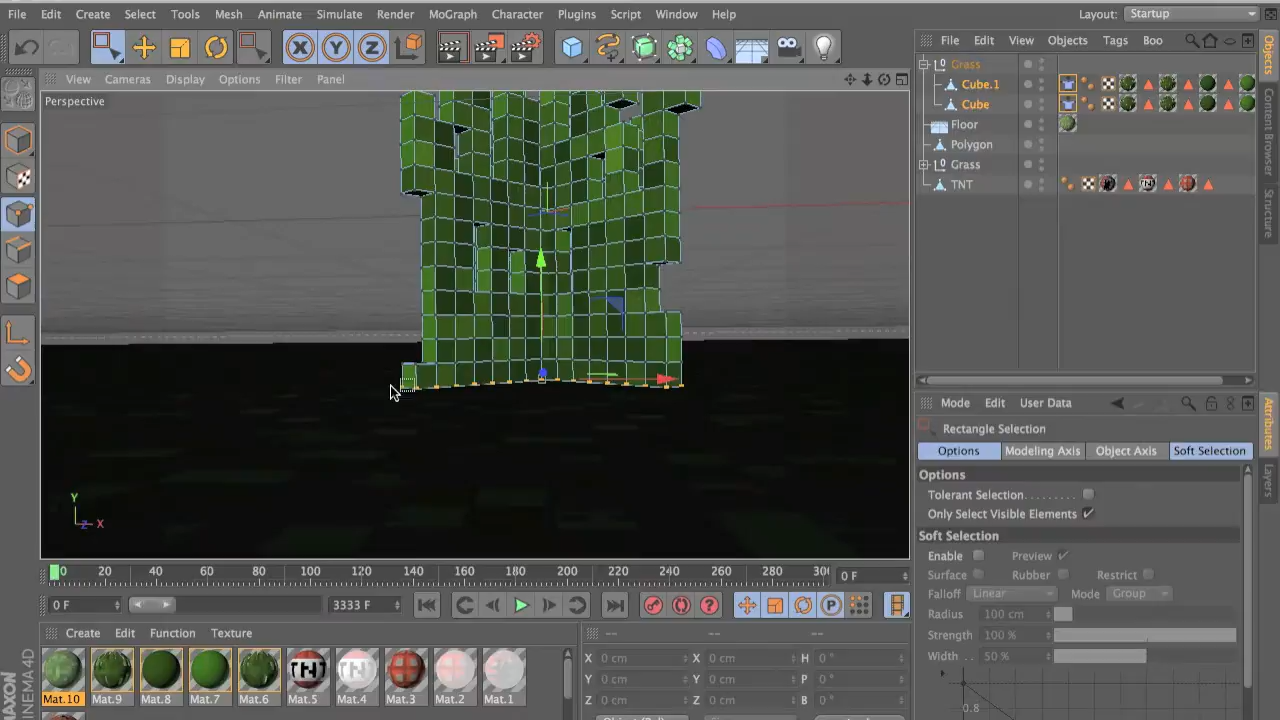 File Edit Create Select Tools Mesh Animate Simulate Render MoGraph Character Plugins Script Window Help
Layout: Startup
X Y Z
File Edit View Objects Tags Boo
View Cameras Display Options Filter Panel
Perspective
Grass
Cube.1
Cube
Floor
Polygon
Grass
TNT
Objects
Content Browser
Structure
Y
Z X
Mode Edit User Data
Rectangle Selection
Options Modeling Axis Object Axis Soft Selection
Options
Tolerant Selection
Only Select Visible Elements
Soft Selection
Enable Preview
Surface Rubber Restrict
Falloff Linear Mode Group
Radius 100 cm
Strength 100 %
Width 50 %
0.8
Attributes
Layers
0 20 40 60 80 100 120 140 160 180 200 220 240 260 280 0 F
0 F 3333 F
Create Edit Function Texture
-- -- --
X 0 cm X 0 cm H 0 °
Y 0 cm Y 0 cm P 0 °
Z 0 cm Z 0 cm B 0 °
Mat.10 Mat.9 Mat.8 Mat.7 Mat.6 Mat.5 Mat.4 Mat.3 Mat.2 Mat.1
MAXON
CINEMA4D